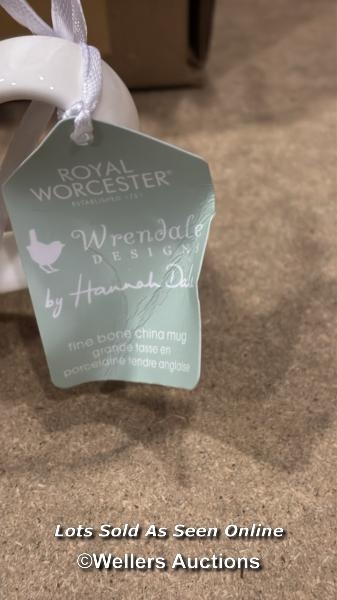 ROYAL
WORCESTER®
ESTABLISHED 1751
Wrendale
DESIGNS
by Hannah Dal
fine bone china mug
grande tasse en
porcelaine tendre anglaise
Lots Sold As Seen Online
©Wellers Auctions